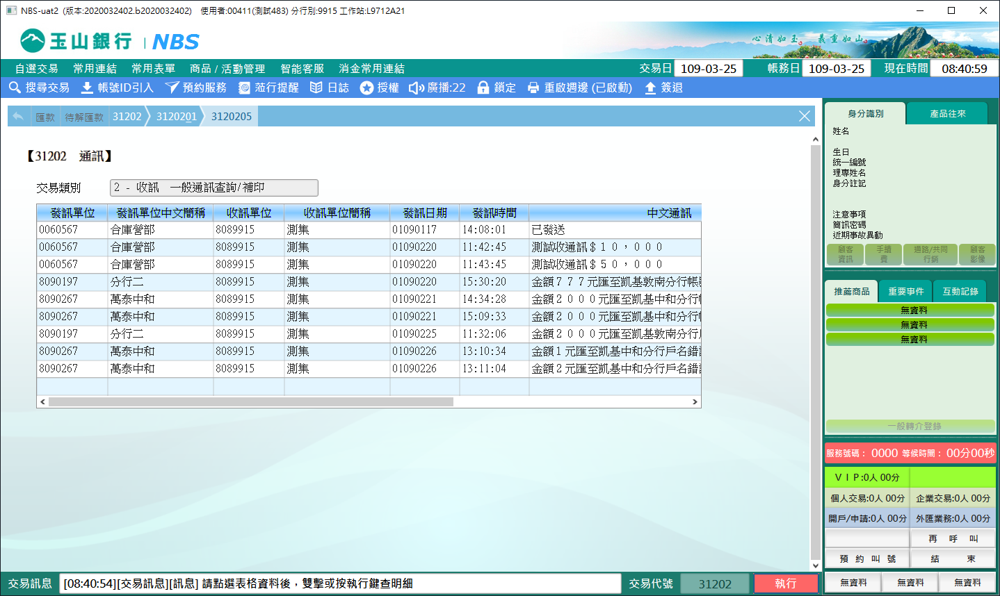 NBS-uat2 (版本:2020032402.b2020032402) 使用者:00411(測試483) 分行別:9915 工作站:L9712A21
玉山銀行 | NBS
心清如玉。義重如山。
自選交易 常用連結 常用表單 商品 / 活動管理 智能客服 消金常用連結 交易日 109-03-25 帳務日 109-03-25 現在時間 08:40:59
搜尋交易 帳號ID引入 預約服務 蒞行提醒 日誌 授權 廣播:22 鎖定 重啟週邊 (已啟動) 簽退
匯款 待解匯款 31202 3120201 3120205
【31202 通訊】
交易類別 2 - 收訊 一般通訊查詢/補印
發訊單位 發訊單位中文簡稱 收訊單位 收訊單位簡稱 發訊日期 發訊時間 中文通訊
0060567 合庫營部 8089915 測集 01090117 14:08:01 已發送
0060567 合庫營部 8089915 測集 01090220 11:42:45 測試收通訊＄１０，０００
0060567 合庫營部 8089915 測集 01090220 11:43:45 測試收通訊＄５０，０００
8090197 分行二 8089915 測集 01090220 15:30:20 金額７７７元匯至凱基敦南分行帳
8090267 萬泰中和 8089915 測集 01090221 14:34:28 金額２０００元匯至凱基中和分行
8090267 萬泰中和 8089915 測集 01090221 15:09:33 金額２０００元匯至凱基中和分行
8090197 分行二 8089915 測集 01090225 11:32:06 金額２０００元匯至凱基敦南分行
8090267 萬泰中和 8089915 測集 01090226 13:10:34 金額１元匯至凱基中和分行戶名錯
8090267 萬泰中和 8089915 測集 01090226 13:11:04 金額２元匯至凱基中和分行戶名錯
交易訊息 [08:40:54][交易訊息][訊息] 請點選表格資料後，雙擊或按執行鍵查明細 交易代號 31202 執行
身分識別 產品往來
姓名
生日
統一編號
理專姓名
身分註記
注意事項
簡訊密碼
近期事故異動
顧客資訊 手續費 通路/共同行銷 顧客影像
推薦商品 重要事件 互動記錄
無資料
無資料
無資料
一般轉介登錄
服務號碼： 0000 等候時間： 00分00秒
ＶＩＰ:0人 00分
個人交易:0人 00分 企業交易:0人 00分
開戶/申請:0人 00分 外匯業務:0人 00分
再 呼 叫
預 約 叫 號 結 束
無資料 無資料 無資料